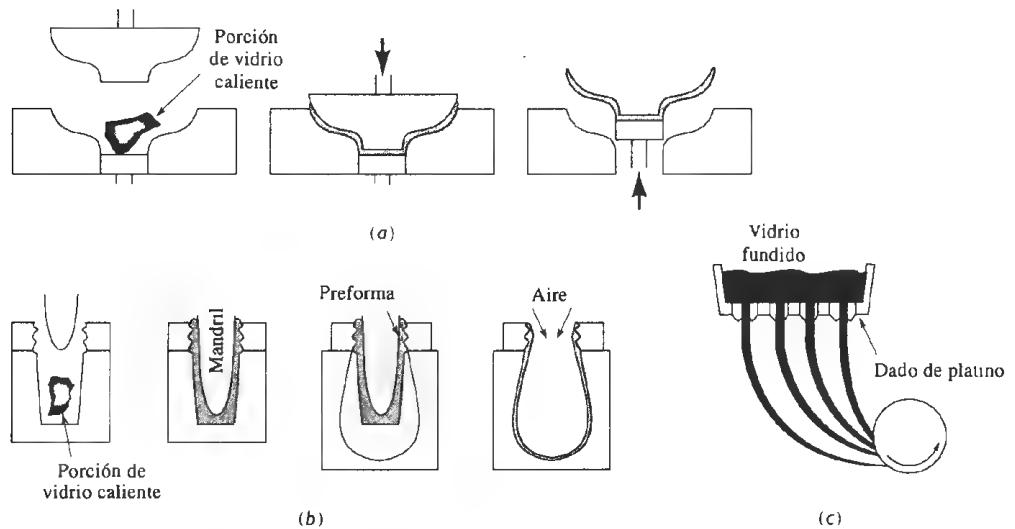 Porción
de vidrio
caliente
(a)
Vidrio
fundido
Preforma
Aire
Mandril
Dado de platino
Porción de
vidrio caliente
(b)
(c)